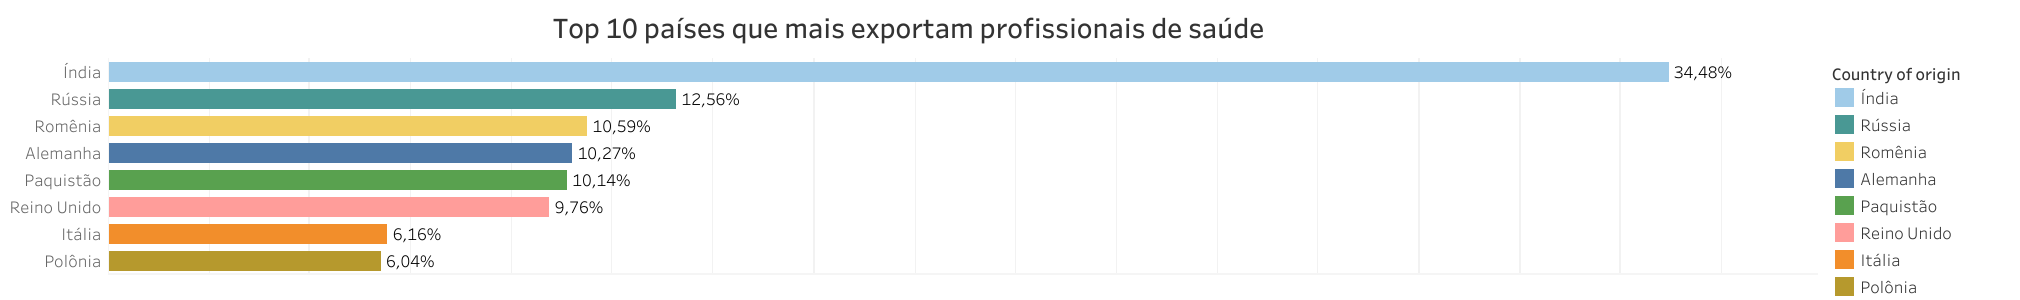 Top 10 países que mais exportam profissionais de saúde
Índia 34,48%
Rússia 12,56%
Romênia 10,59%
Alemanha 10,27%
Paquistão 10,14%
Reino Unido 9,76%
Itália 6,16%
Polônia 6,04%
Country of origin
Índia
Rússia
Romênia
Alemanha
Paquistão
Reino Unido
Itália
Polônia